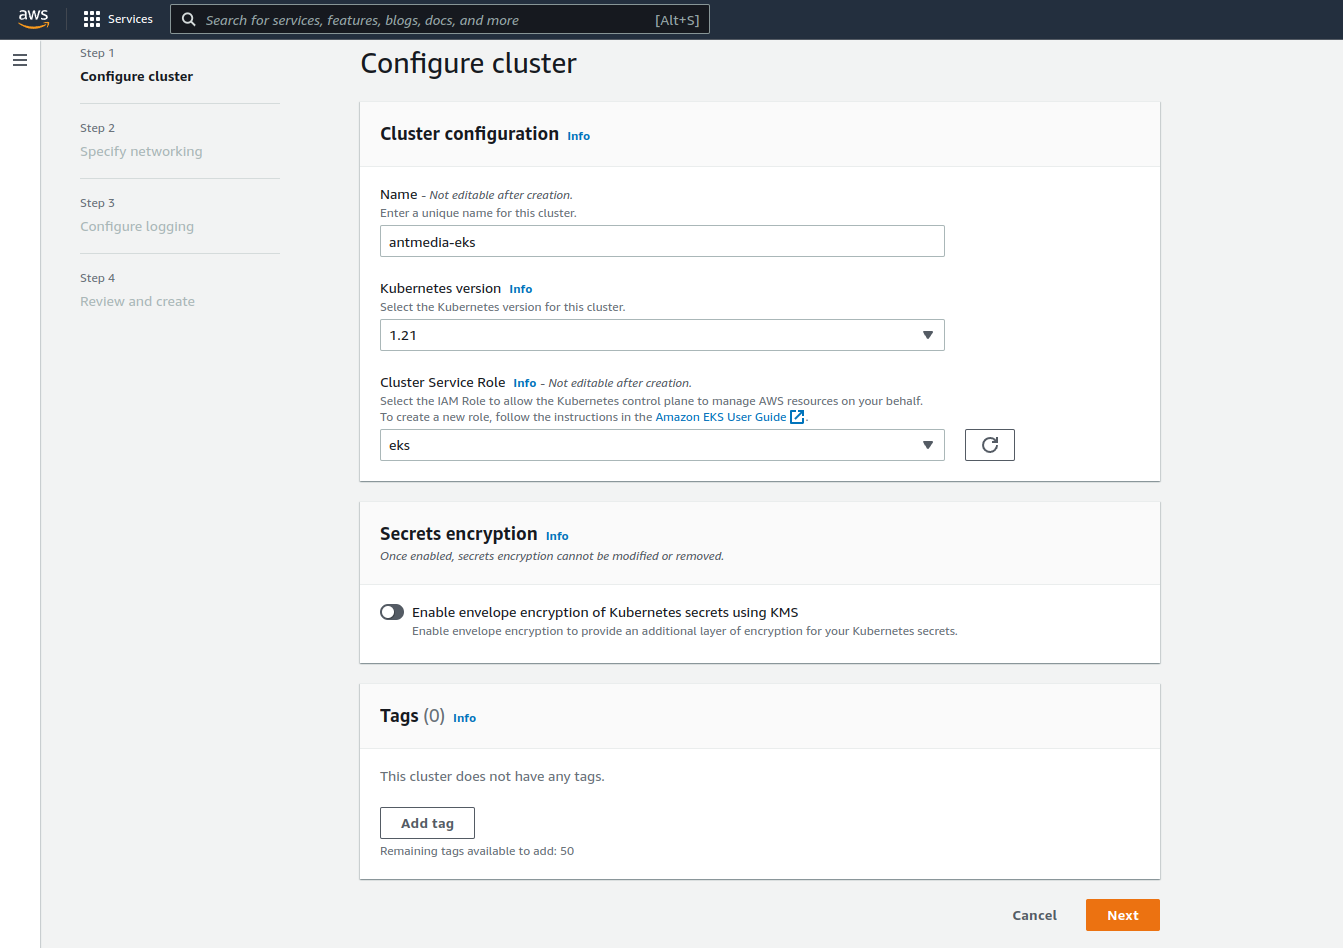 aws
Services
Search for services, features, blogs, docs, and more [Alt+S]
Step 1
Configure cluster
Step 2
Specify networking
Step 3
Configure logging
Step 4
Review and create
Configure cluster
Cluster configuration Info
Name - Not editable after creation.
Enter a unique name for this cluster.
antmedia-eks
Kubernetes version Info
Select the Kubernetes version for this cluster.
1.21
Cluster Service Role Info - Not editable after creation.
Select the IAM Role to allow the Kubernetes control plane to manage AWS resources on your behalf.
To create a new role, follow the instructions in the Amazon EKS User Guide.
eks
Secrets encryption Info
Once enabled, secrets encryption cannot be modified or removed.
Enable envelope encryption of Kubernetes secrets using KMS
Enable envelope encryption to provide an additional layer of encryption for your Kubernetes secrets.
Tags (0) Info
This cluster does not have any tags.
Add tag
Remaining tags available to add: 50
Cancel
Next